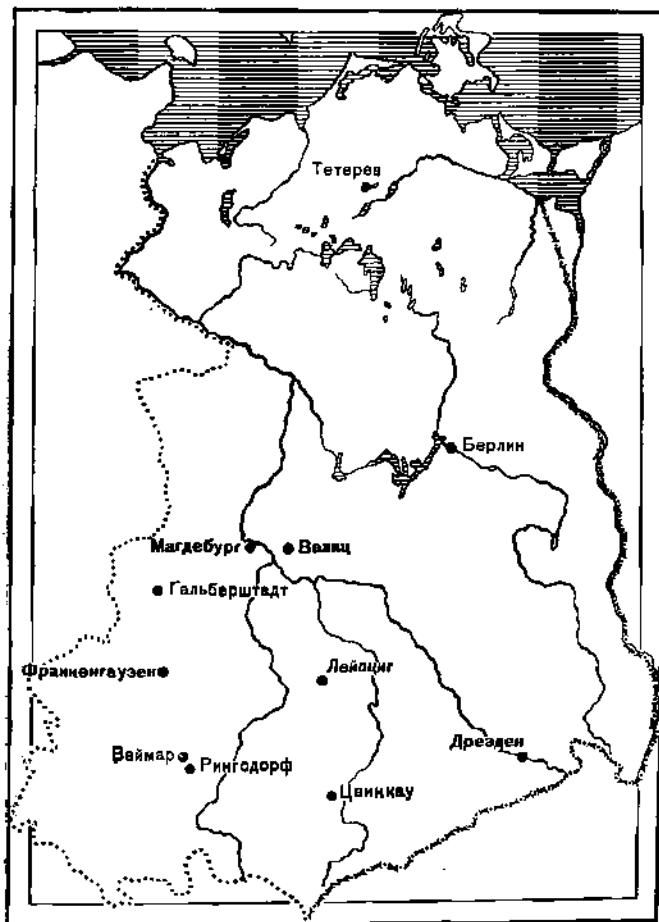 Тетерев
Берлин
Магдебург
Валиц
Гальберштадт
Франкенгаузен
Лейпциг
Веймар
Рингсдорф
Дрезден
Цвиккау